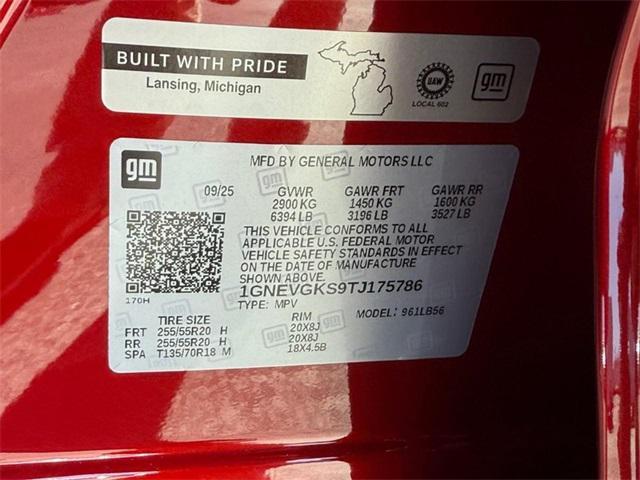 BUILT WITH PRIDE
Lansing, Michigan
UAW
LOCAL 602
gm
gm
MFD BY GENERAL MOTORS LLC
09/25 GVWR GAWR FRT GAWR RR
2900 KG 1450 KG 1600 KG
6394 LB 3196 LB 3527 LB
THIS VEHICLE CONFORMS TO ALL
APPLICABLE U.S. FEDERAL MOTOR
VEHICLE SAFETY STANDARDS IN EFFECT
ON THE DATE OF MANUFACTURE
SHOWN ABOVE.
1GNEVGKS9TJ175786
170H
TYPE: MPV MODEL: 961LB56
TIRE SIZE RIM
FRT 255/55R20 H 20X8J
RR 255/55R20 H 20X8J
SPA T135/70R18 M 18X4.5B